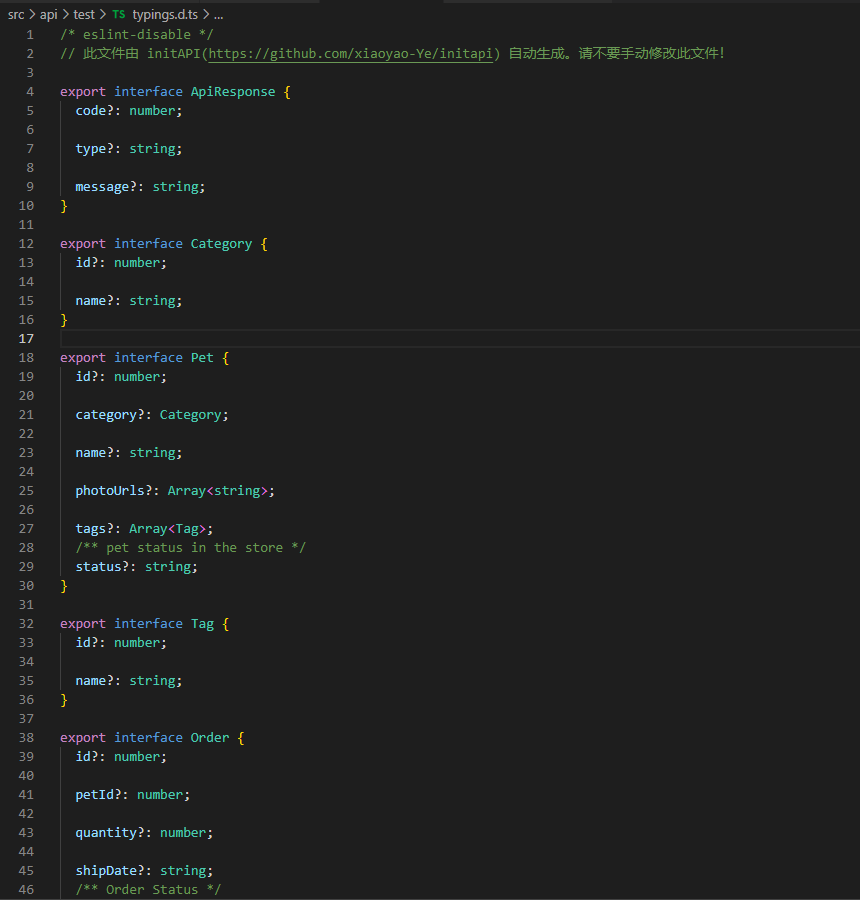 src > api > test > TS typings.d.ts > ...
1 /* eslint-disable */
2 // 此文件由 initAPI(https://github.com/xiaoyao-Ye/initapi) 自动生成。请不要手动修改此文件!
3
4 export interface ApiResponse {
5 code?: number;
6
7 type?: string;
8
9 message?: string;
10 }
11
12 export interface Category {
13 id?: number;
14
15 name?: string;
16 }
17
18 export interface Pet {
19 id?: number;
20
21 category?: Category;
22
23 name?: string;
24
25 photoUrls?: Array<string>;
26
27 tags?: Array<Tag>;
28 /** pet status in the store */
29 status?: string;
30 }
31
32 export interface Tag {
33 id?: number;
34
35 name?: string;
36 }
37
38 export interface Order {
39 id?: number;
40
41 petId?: number;
42
43 quantity?: number;
44
45 shipDate?: string;
46 /** Order Status */